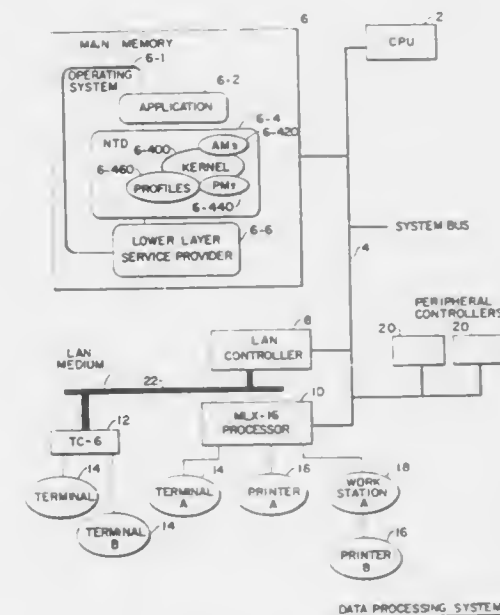 6
2
MAIN MEMORY
CPU
6-1
OPERATING
SYSTEM
6-2
APPLICATION
6-4
NTD
AMs
6-420
6-400
KERNEL
6-460
PROFILES
PMs
6-440
6-6
LOWER LAYER
SERVICE PROVIDER
SYSTEM BUS
4
PERIPHERAL
CONTROLLERS
20
20
8
LAN
CONTROLLER
LAN
MEDIUM
22
10
MLX-16
PROCESSOR
12
TC-6
14
TERMINAL
14
TERMINAL
B
14
TERMINAL
A
16
PRINTER
A
18
WORK
STATION
A
16
PRINTER
B
DATA PROCESSING SYSTEM